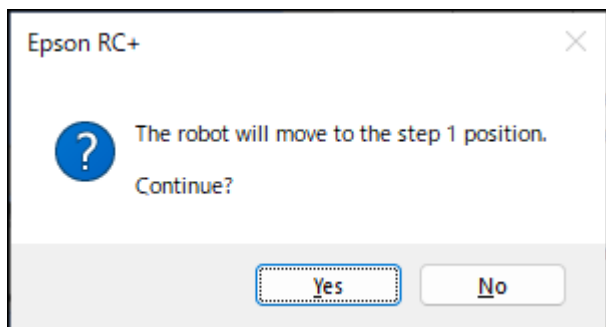 Epson RC+
?
The robot will move to the step 1 position.
Continue?
Yes No